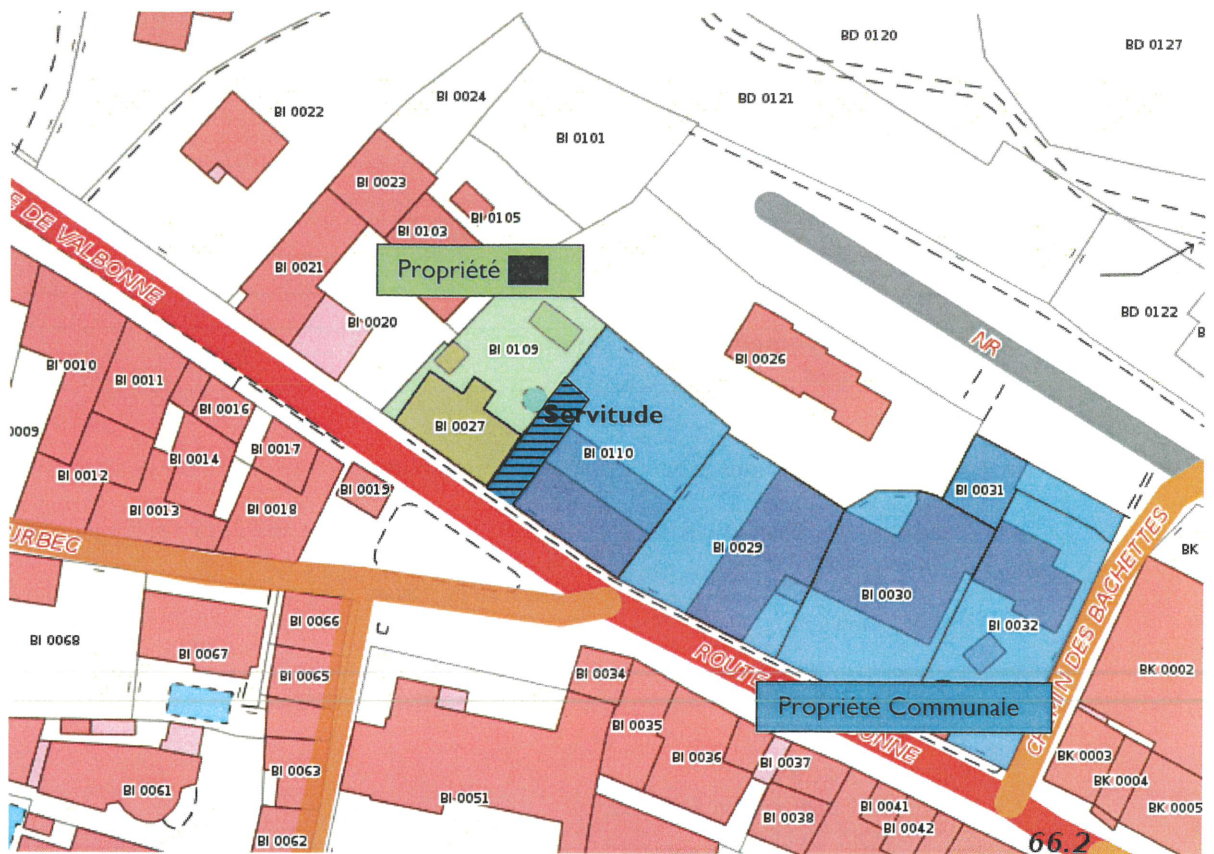 BD 0120
BD 0127
BI 0024
BD 0121
BI 0022
BI 0101
BI 0023
BI 0105
BI 0103
E DE VALBONNE
BI 0021
Propriété
BI 0020
BD 0122
B
NR
BI 0109
BI 0026
BI 0010
BI 0011
BI 0016
Servitude
BI 0027
BI 0110
0009
BI 0017
BI 0014
BI 0012
BI 0019
BI 0031
BI 0013
BI 0018
BI 0029
URBEC
BK
BI 0030
BI 0032
CHEMIN DES BACHETTES
BI 0066
BI 0068
BI 0067
BI 0065
ROUTE
BONNE
BK 0002
BI 0034
Propriété Communale
BI 0035
BI 0036
BI 0037
BK 0003
BI 0063
BK 0004
BI 0061
BI 0051
BK 0005
BI 0041
BI 0038
BI 0042
BI 0062
66.2